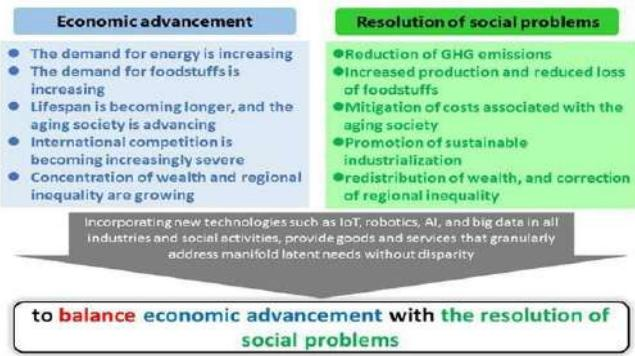 Economic advancement
The demand for energy is increasing
The demand for foodstuffs is
increasing
Lifespan is becoming longer, and the
aging society is advancing
International competition is
becoming increasingly severe
Concentration of wealth and regional
inequality are growing
Resolution of social problems
Reduction of GHG emissions
Increased production and reduced loss
of foodstuffs
Mitigation of costs associated with the
aging society
Promotion of sustainable
industrialization
redistribution of wealth, and correction
of regional inequality
Incorporating new technologies such as IoT, robotics, AI, and big data in all
industries and social activities, provide goods and services that granularly
address manifold latent needs without disparity
to balance economic advancement with the resolution of
social problems